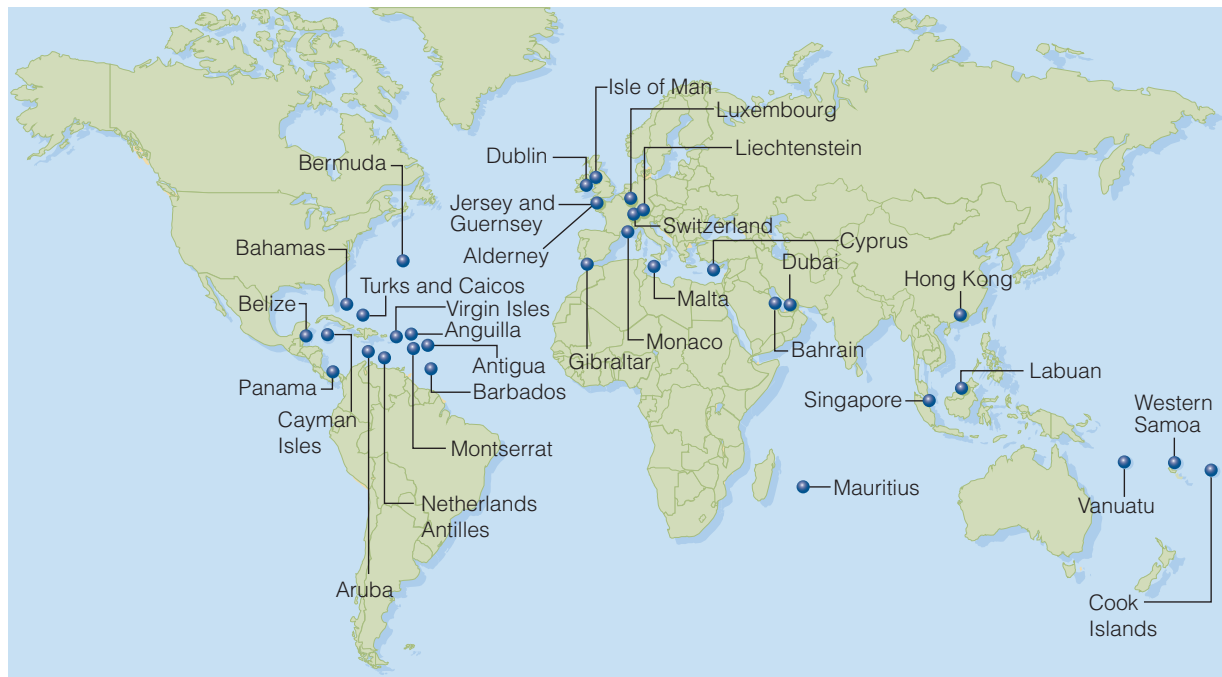 Isle of Man
Luxembourg
Dublin
Liechtenstein
Bermuda
Jersey and
Guernsey
Switzerland
Alderney
Cyprus
Bahamas
Dubai
Hong Kong
Turks and Caicos
Belize
Virgin Isles
Malta
Anguilla
Monaco
Bahrain
Gibraltar
Antigua
Labuan
Panama
Barbados
Singapore
Western
Samoa
Cayman
Isles
Montserrat
Mauritius
Netherlands
Antilles
Vanuatu
Aruba
Cook
Islands